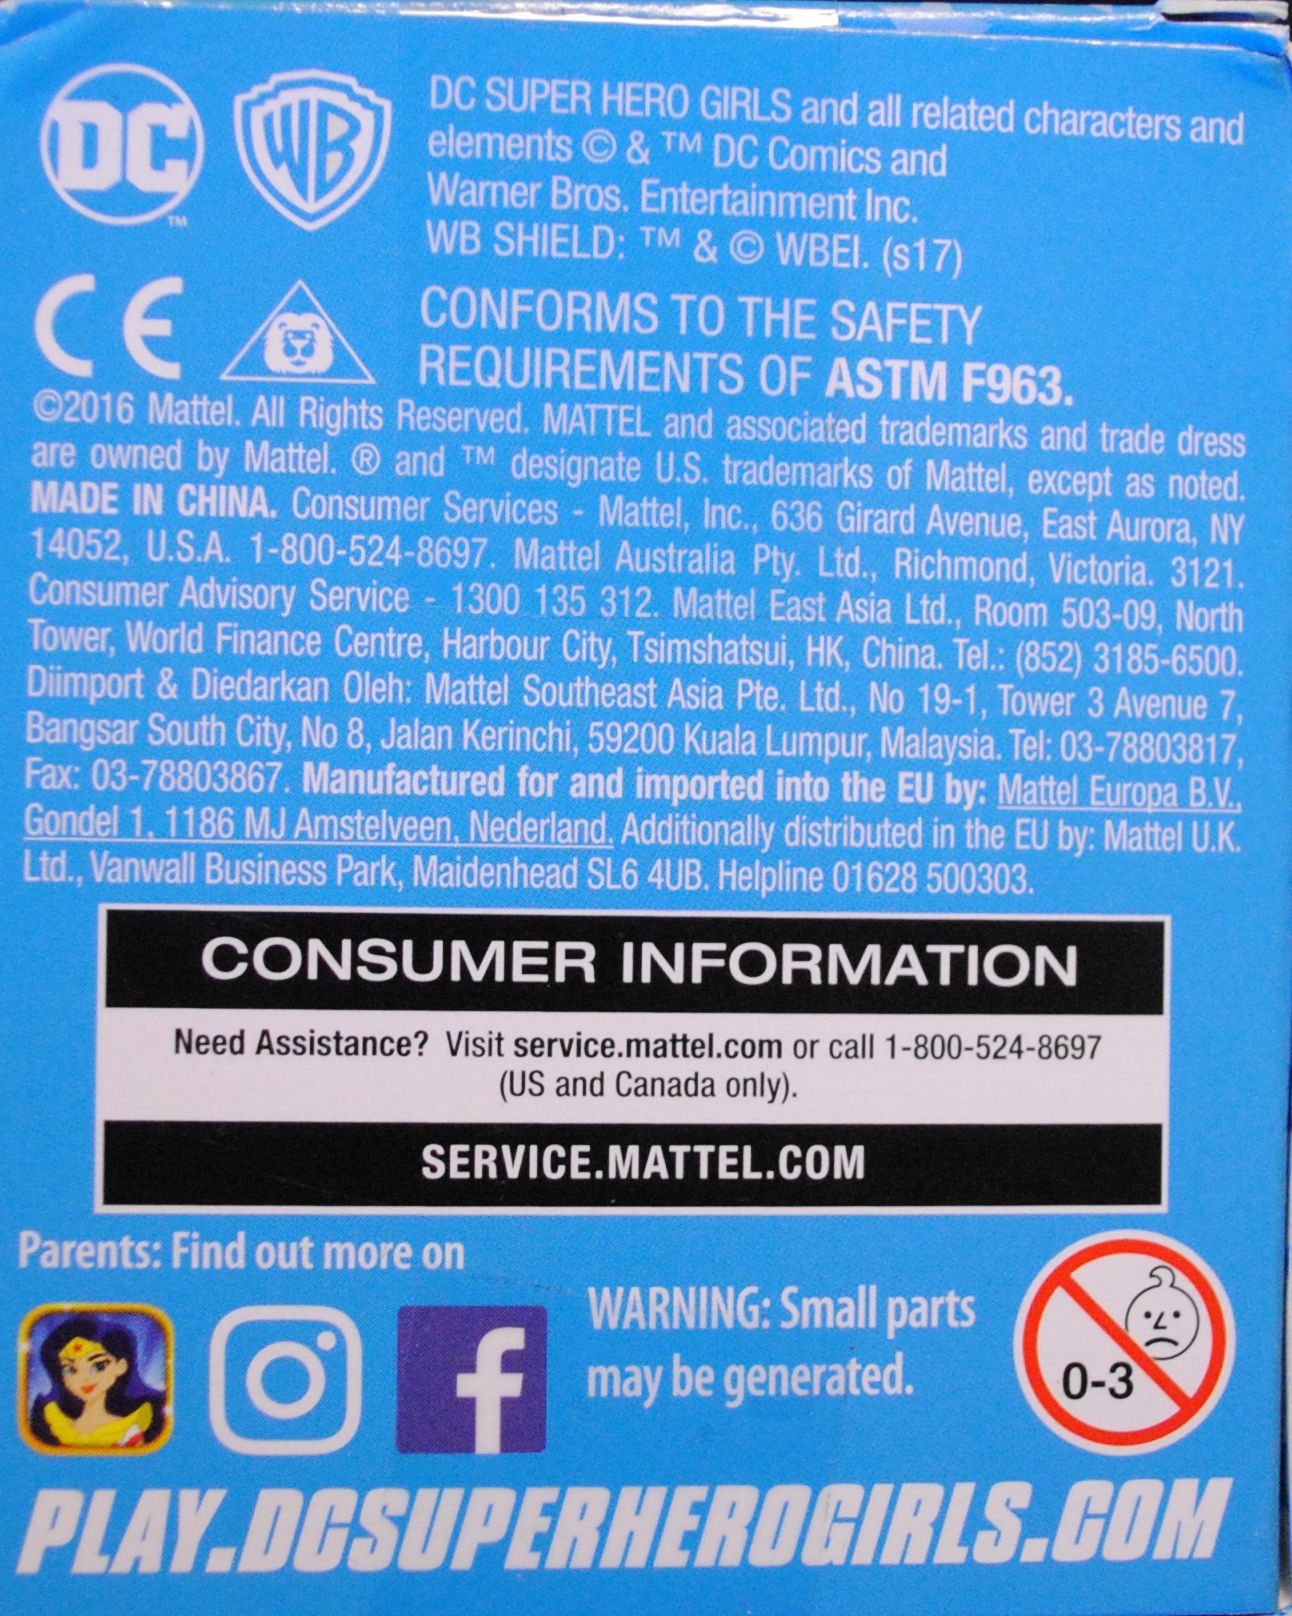 DC
™
WB
DC SUPER HERO GIRLS and all related characters and
elements © & ™ DC Comics and
Warner Bros. Entertainment Inc.
WB SHIELD: ™ & © WBEI. (s17)
CE
CONFORMS TO THE SAFETY
REQUIREMENTS OF ASTM F963.
©2016 Mattel. All Rights Reserved. MATTEL and associated trademarks and trade dress
are owned by Mattel. ® and ™ designate U.S. trademarks of Mattel, except as noted.
MADE IN CHINA. Consumer Services - Mattel, Inc., 636 Girard Avenue, East Aurora, NY
14052, U.S.A. 1-800-524-8697. Mattel Australia Pty. Ltd., Richmond, Victoria. 3121.
Consumer Advisory Service - 1300 135 312. Mattel East Asia Ltd., Room 503-09, North
Tower, World Finance Centre, Harbour City, Tsimshatsui, HK, China. Tel.: (852) 3185-6500.
Diimport & Diedarkan Oleh: Mattel Southeast Asia Pte. Ltd., No 19-1, Tower 3 Avenue 7,
Bangsar South City, No 8, Jalan Kerinchi, 59200 Kuala Lumpur, Malaysia. Tel: 03-78803817,
Fax: 03-78803867. Manufactured for and imported into the EU by: Mattel Europa B.V.,
Gondel 1, 1186 MJ Amstelveen, Nederland. Additionally distributed in the EU by: Mattel U.K.
Ltd., Vanwall Business Park, Maidenhead SL6 4UB. Helpline 01628 500303.
CONSUMER INFORMATION
Need Assistance? Visit service.mattel.com or call 1-800-524-8697
(US and Canada only).
SERVICE.MATTEL.COM
Parents: Find out more on
f
WARNING: Small parts
may be generated.
0-3
PLAY.DCSUPERHEROGIRLS.COM